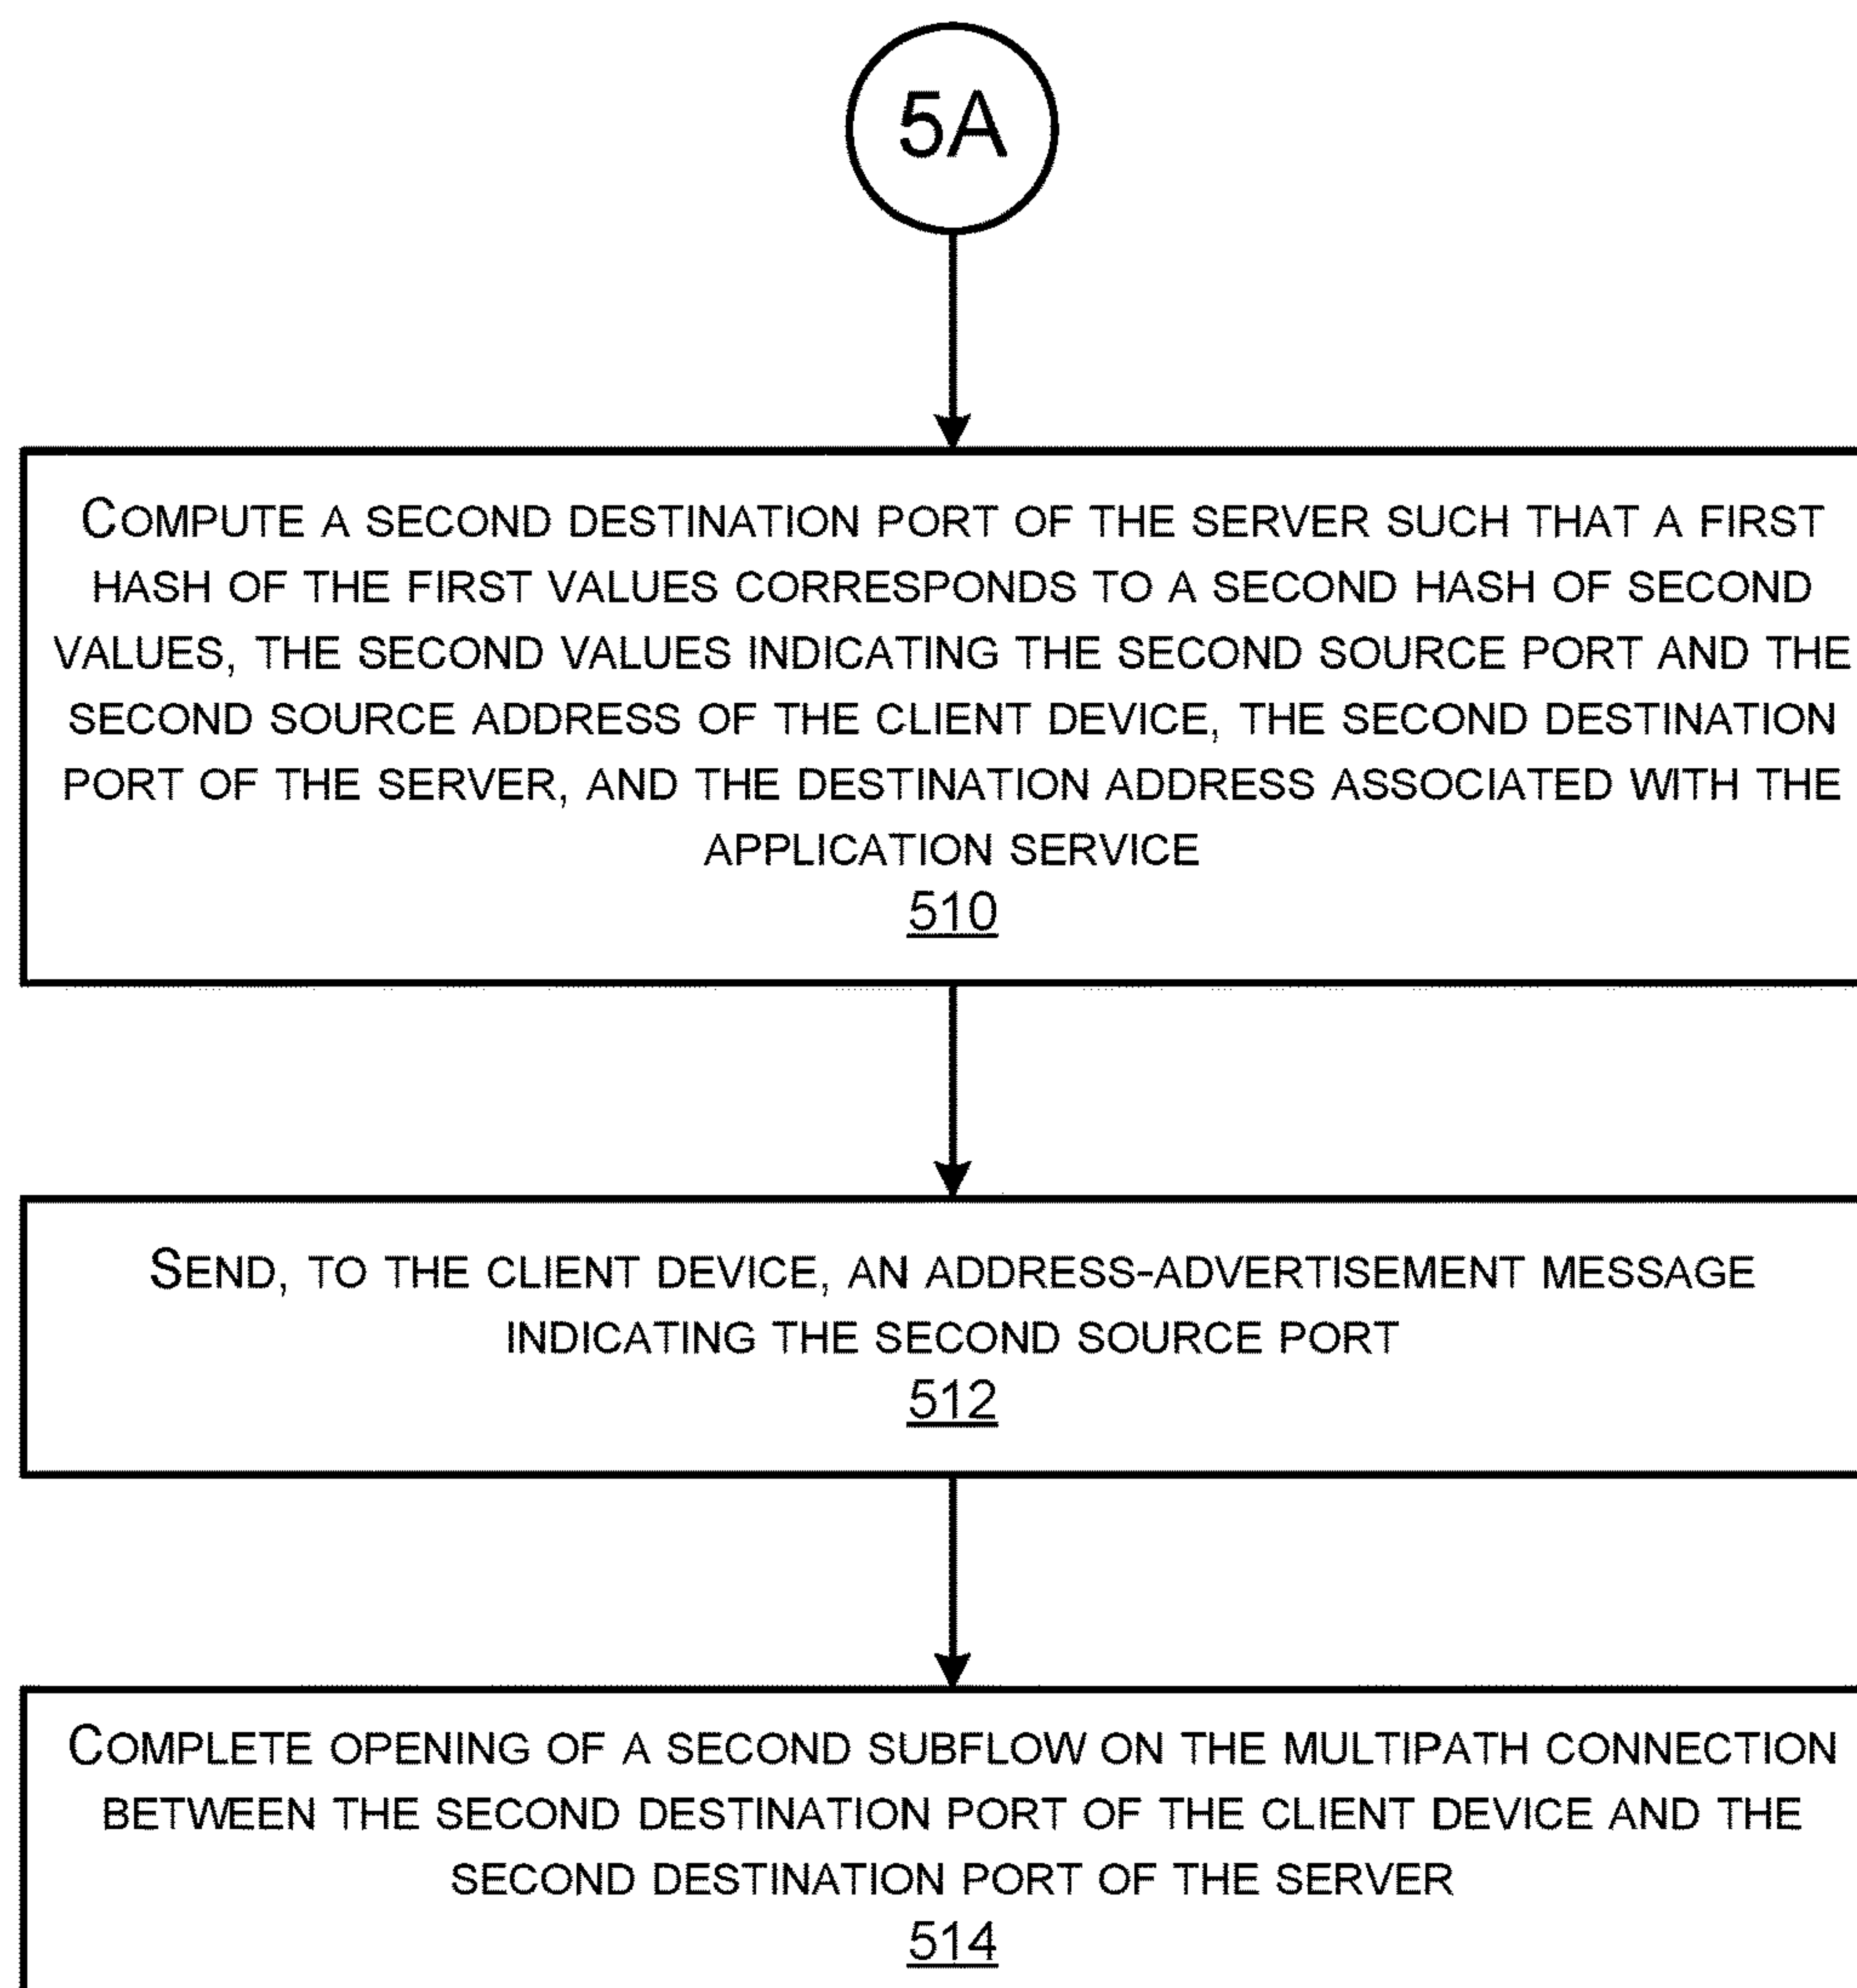 5A
COMPUTE A SECOND DESTINATION PORT OF THE SERVER SUCH THAT A FIRST
HASH OF THE FIRST VALUES CORRESPONDS TO A SECOND HASH OF SECOND
VALUES, THE SECOND VALUES INDICATING THE SECOND SOURCE PORT AND THE
SECOND SOURCE ADDRESS OF THE CLIENT DEVICE, THE SECOND DESTINATION
PORT OF THE SERVER, AND THE DESTINATION ADDRESS ASSOCIATED WITH THE
APPLICATION SERVICE
510
SEND, TO THE CLIENT DEVICE, AN ADDRESS-ADVERTISEMENT MESSAGE
INDICATING THE SECOND SOURCE PORT
512
COMPLETE OPENING OF A SECOND SUBFLOW ON THE MULTIPATH CONNECTION
BETWEEN THE SECOND DESTINATION PORT OF THE CLIENT DEVICE AND THE
SECOND DESTINATION PORT OF THE SERVER
514